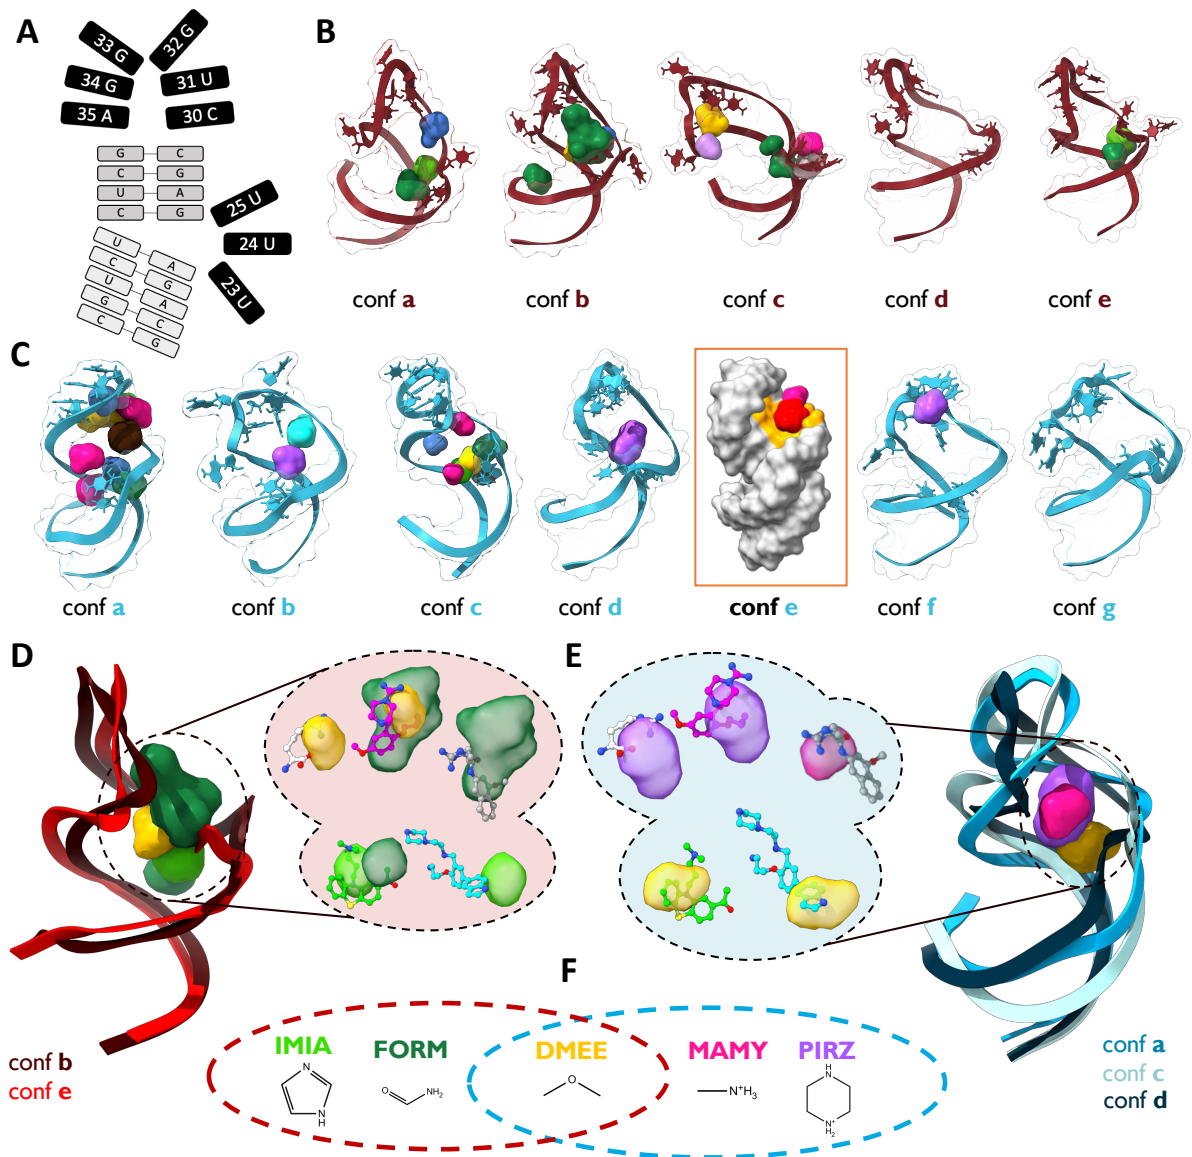 A
33 G
32 G
34 G
31 U
35 A
30 C
G C
C G
U A
C G
25 U
24 U
23 U
U A
C G
U A
G C
C G
B
conf a
conf b
conf c
conf d
conf e
C
conf a
conf b
conf c
conf d
conf e
conf f
conf g
D
conf b
conf e
E
conf a
conf c
conf d
F
IMIA
FORM
DMEE
MAMY
PIRZ
N
N
H
O
NH₂
O
N⁺H₃
H
N
N⁺
H₂